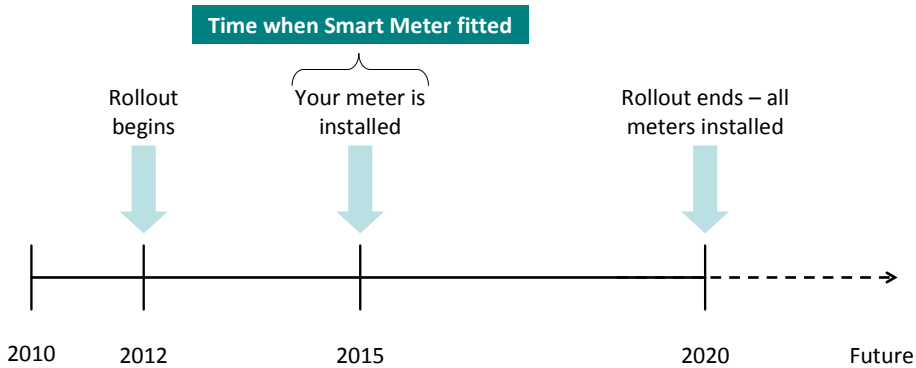 Time when Smart Meter fitted
Rollout
begins
Your meter is
installed
Rollout ends – all
meters installed
2010
2012
2015
2020
Future